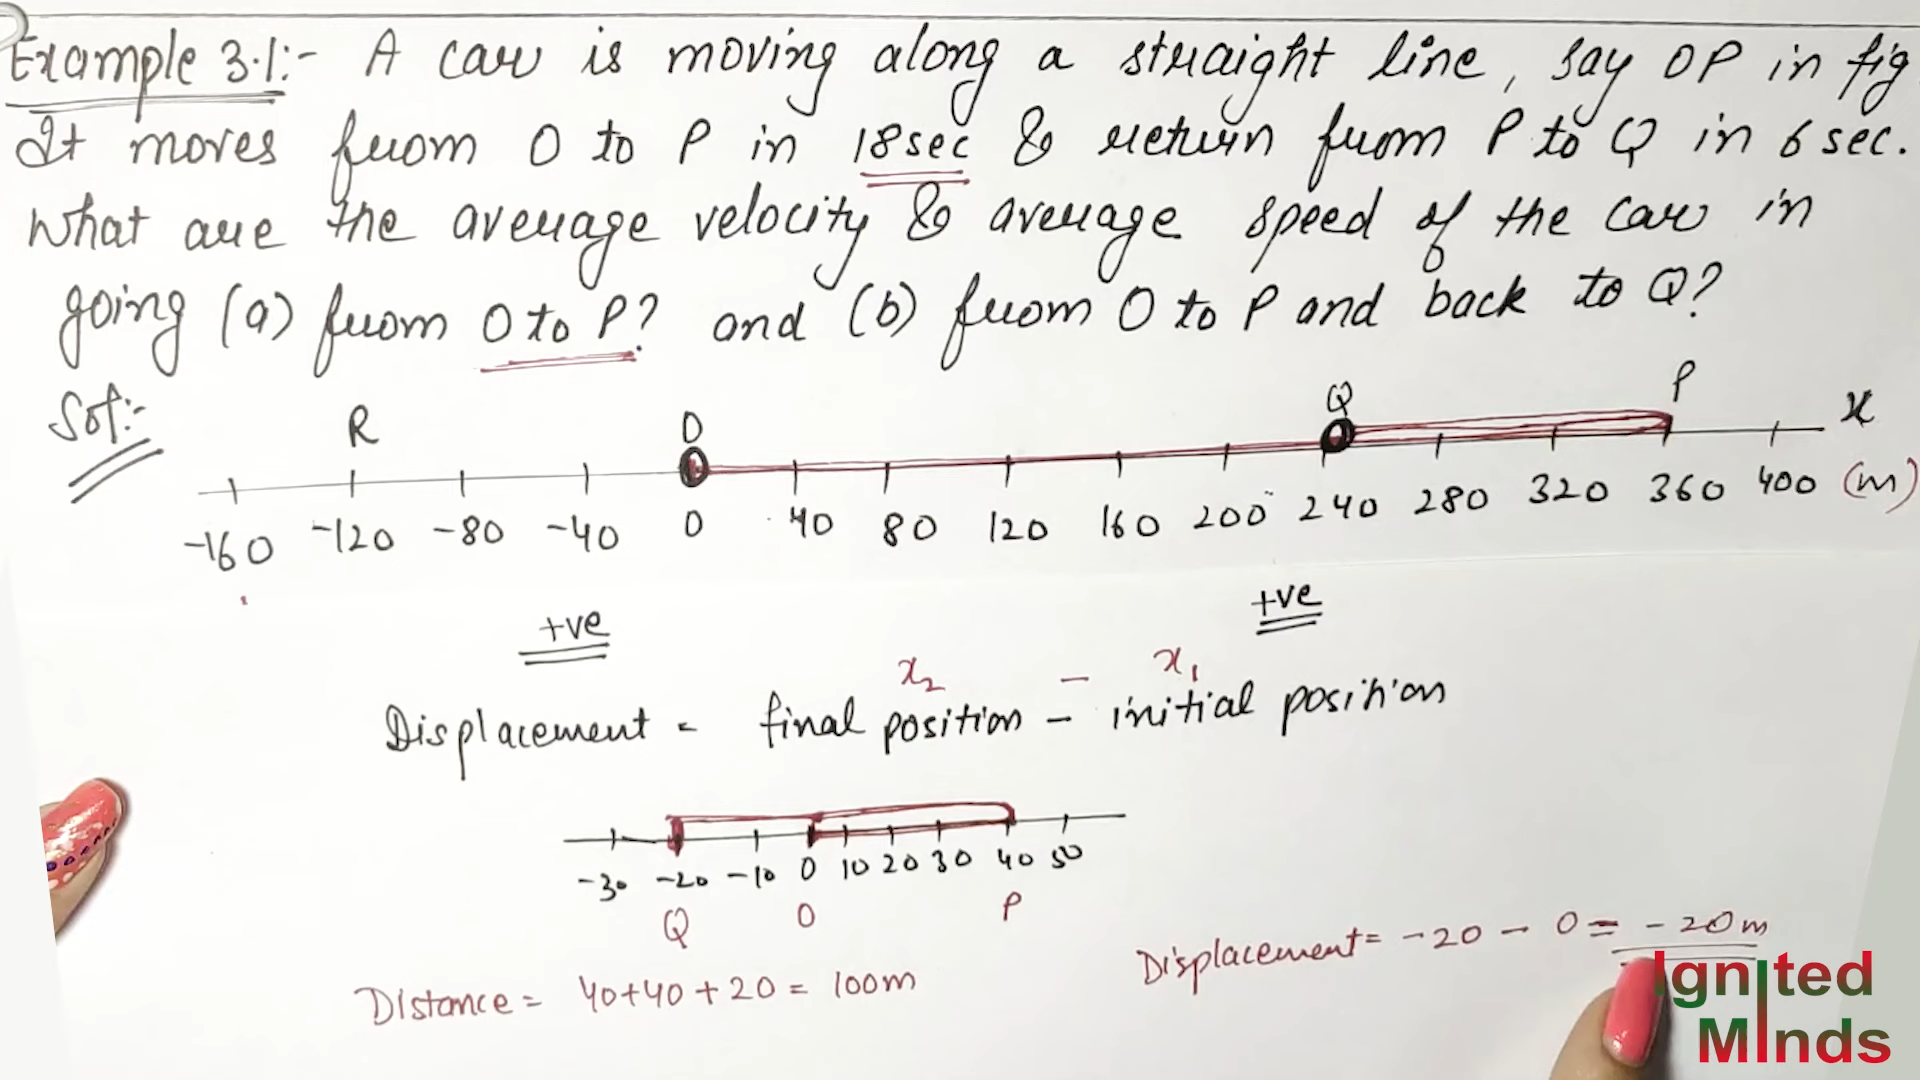 Example 3.1:- A car is moving along a straight line, say OP in fig
It moves from O to P in 18sec & return from P to Q in 6 sec.
What are the average velocity & average speed of the car in
going (a) from O to P? and (b) from O to P and back to Q?
Sol:-
R O Q P x
-160 -120 -80 -40 0 40 80 120 160 200 240 280 320 360 400 (m)
+ve +ve
x2 - x1
Displacement = final position - initial position
-30 -20 -10 0 10 20 30 40 50
Q O P
Displacement = -20 - 0 = -20m
Distance = 40+40+20 = 100m
Ignited
Minds